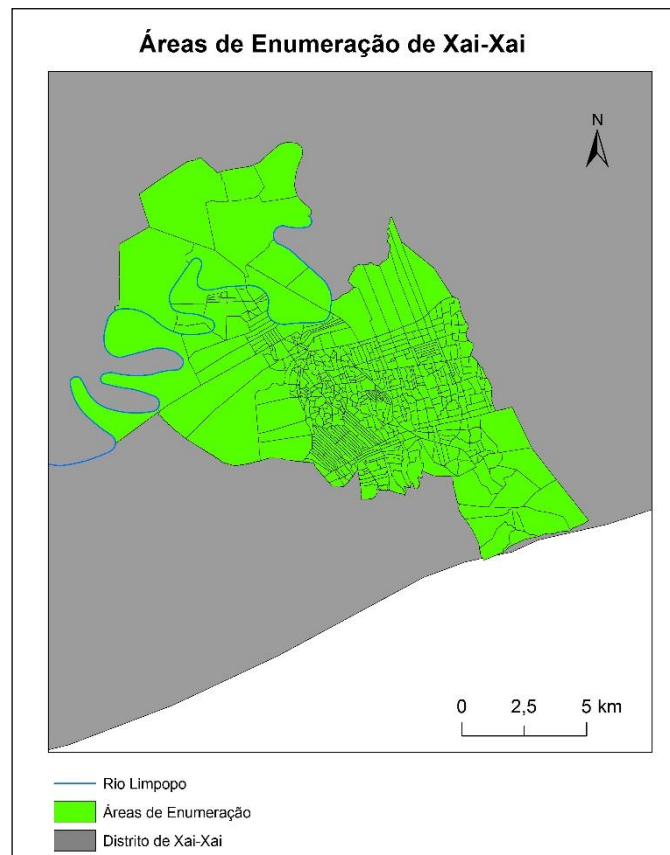 Áreas de Enumeração de Xai-Xai
N
0 2,5 5 km
Rio Limpopo
Áreas de Enumeração
Distrito de Xai-Xai